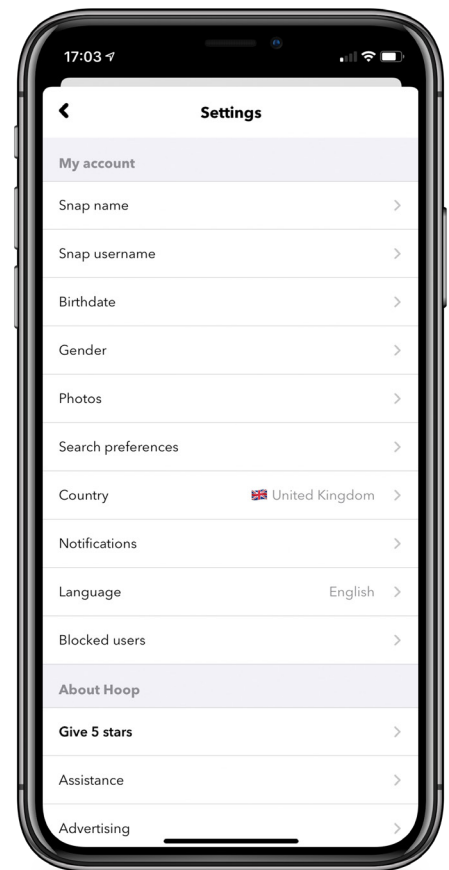 17:03
Settings
My account
Snap name
Snap username
Birthdate
Gender
Photos
Search preferences
Country United Kingdom
Notifications
Language English
Blocked users
About Hoop
Give 5 stars
Assistance
Advertising